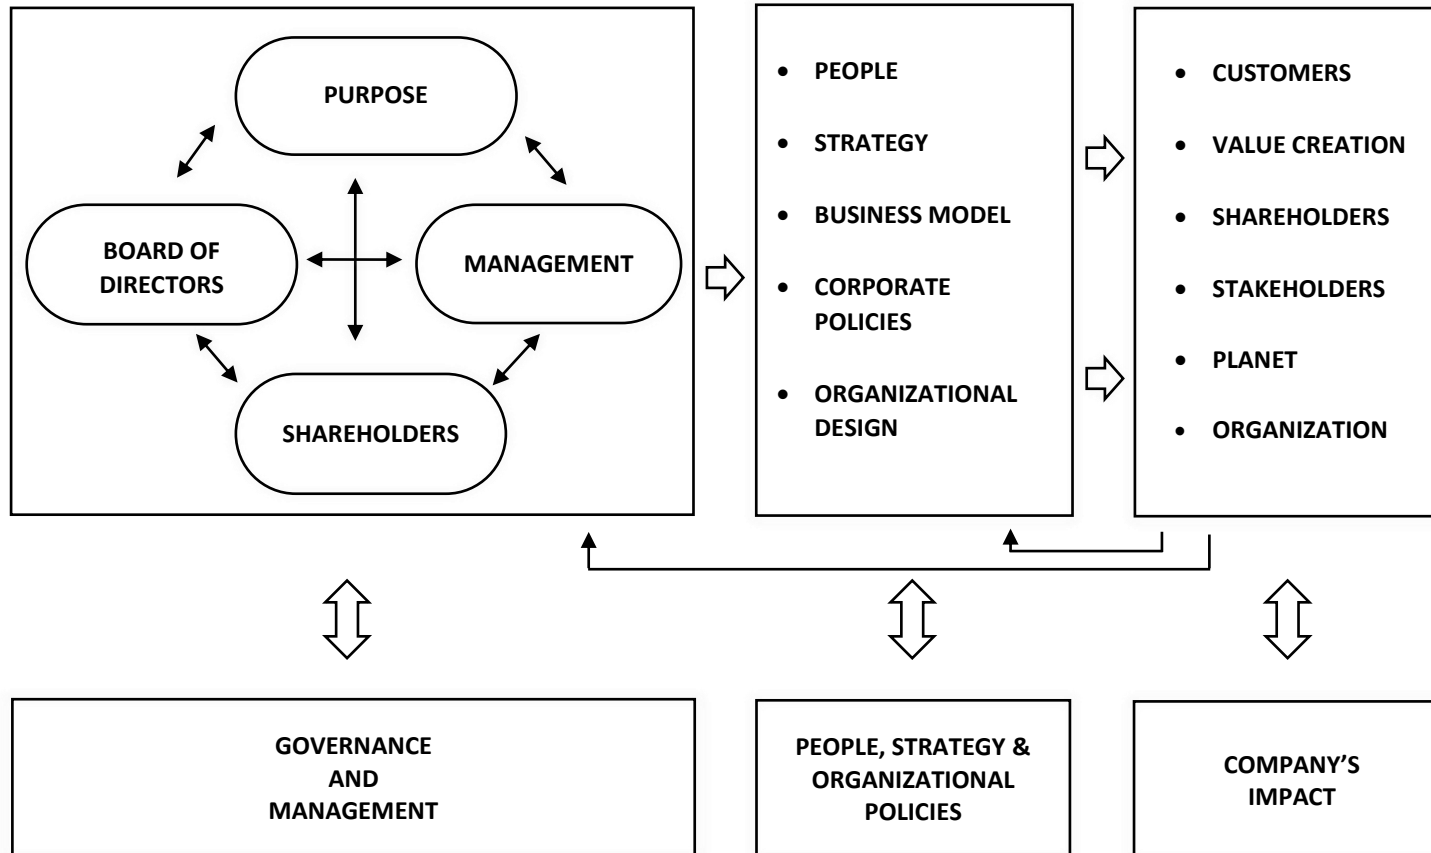 PURPOSE
BOARD OF
DIRECTORS
MANAGEMENT
SHAREHOLDERS
• PEOPLE
• STRATEGY
• BUSINESS MODEL
• CORPORATE
POLICIES
• ORGANIZATIONAL
DESIGN
• CUSTOMERS
• VALUE CREATION
• SHAREHOLDERS
• STAKEHOLDERS
• PLANET
• ORGANIZATION
GOVERNANCE
AND
MANAGEMENT
PEOPLE, STRATEGY &
ORGANIZATIONAL
POLICIES
COMPANY’S
IMPACT